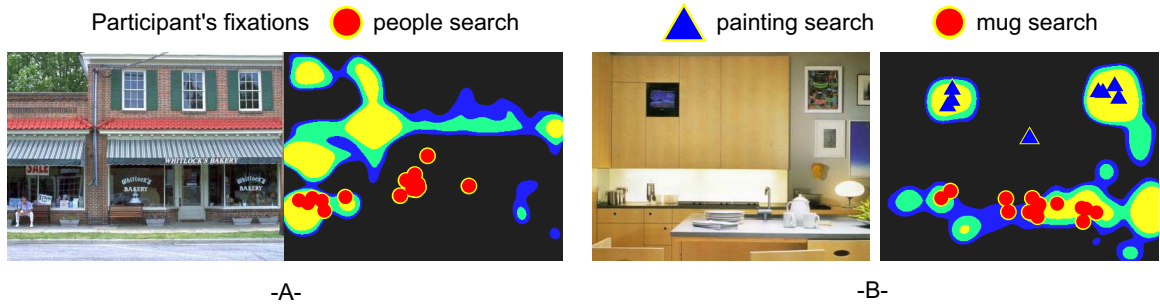 Participant's fixations people search painting search mug search
SALE
WHITLOCK'S BAKERY
Whitlock's
BAKERY
Whitlock's
BAKERY
-A-
-B-